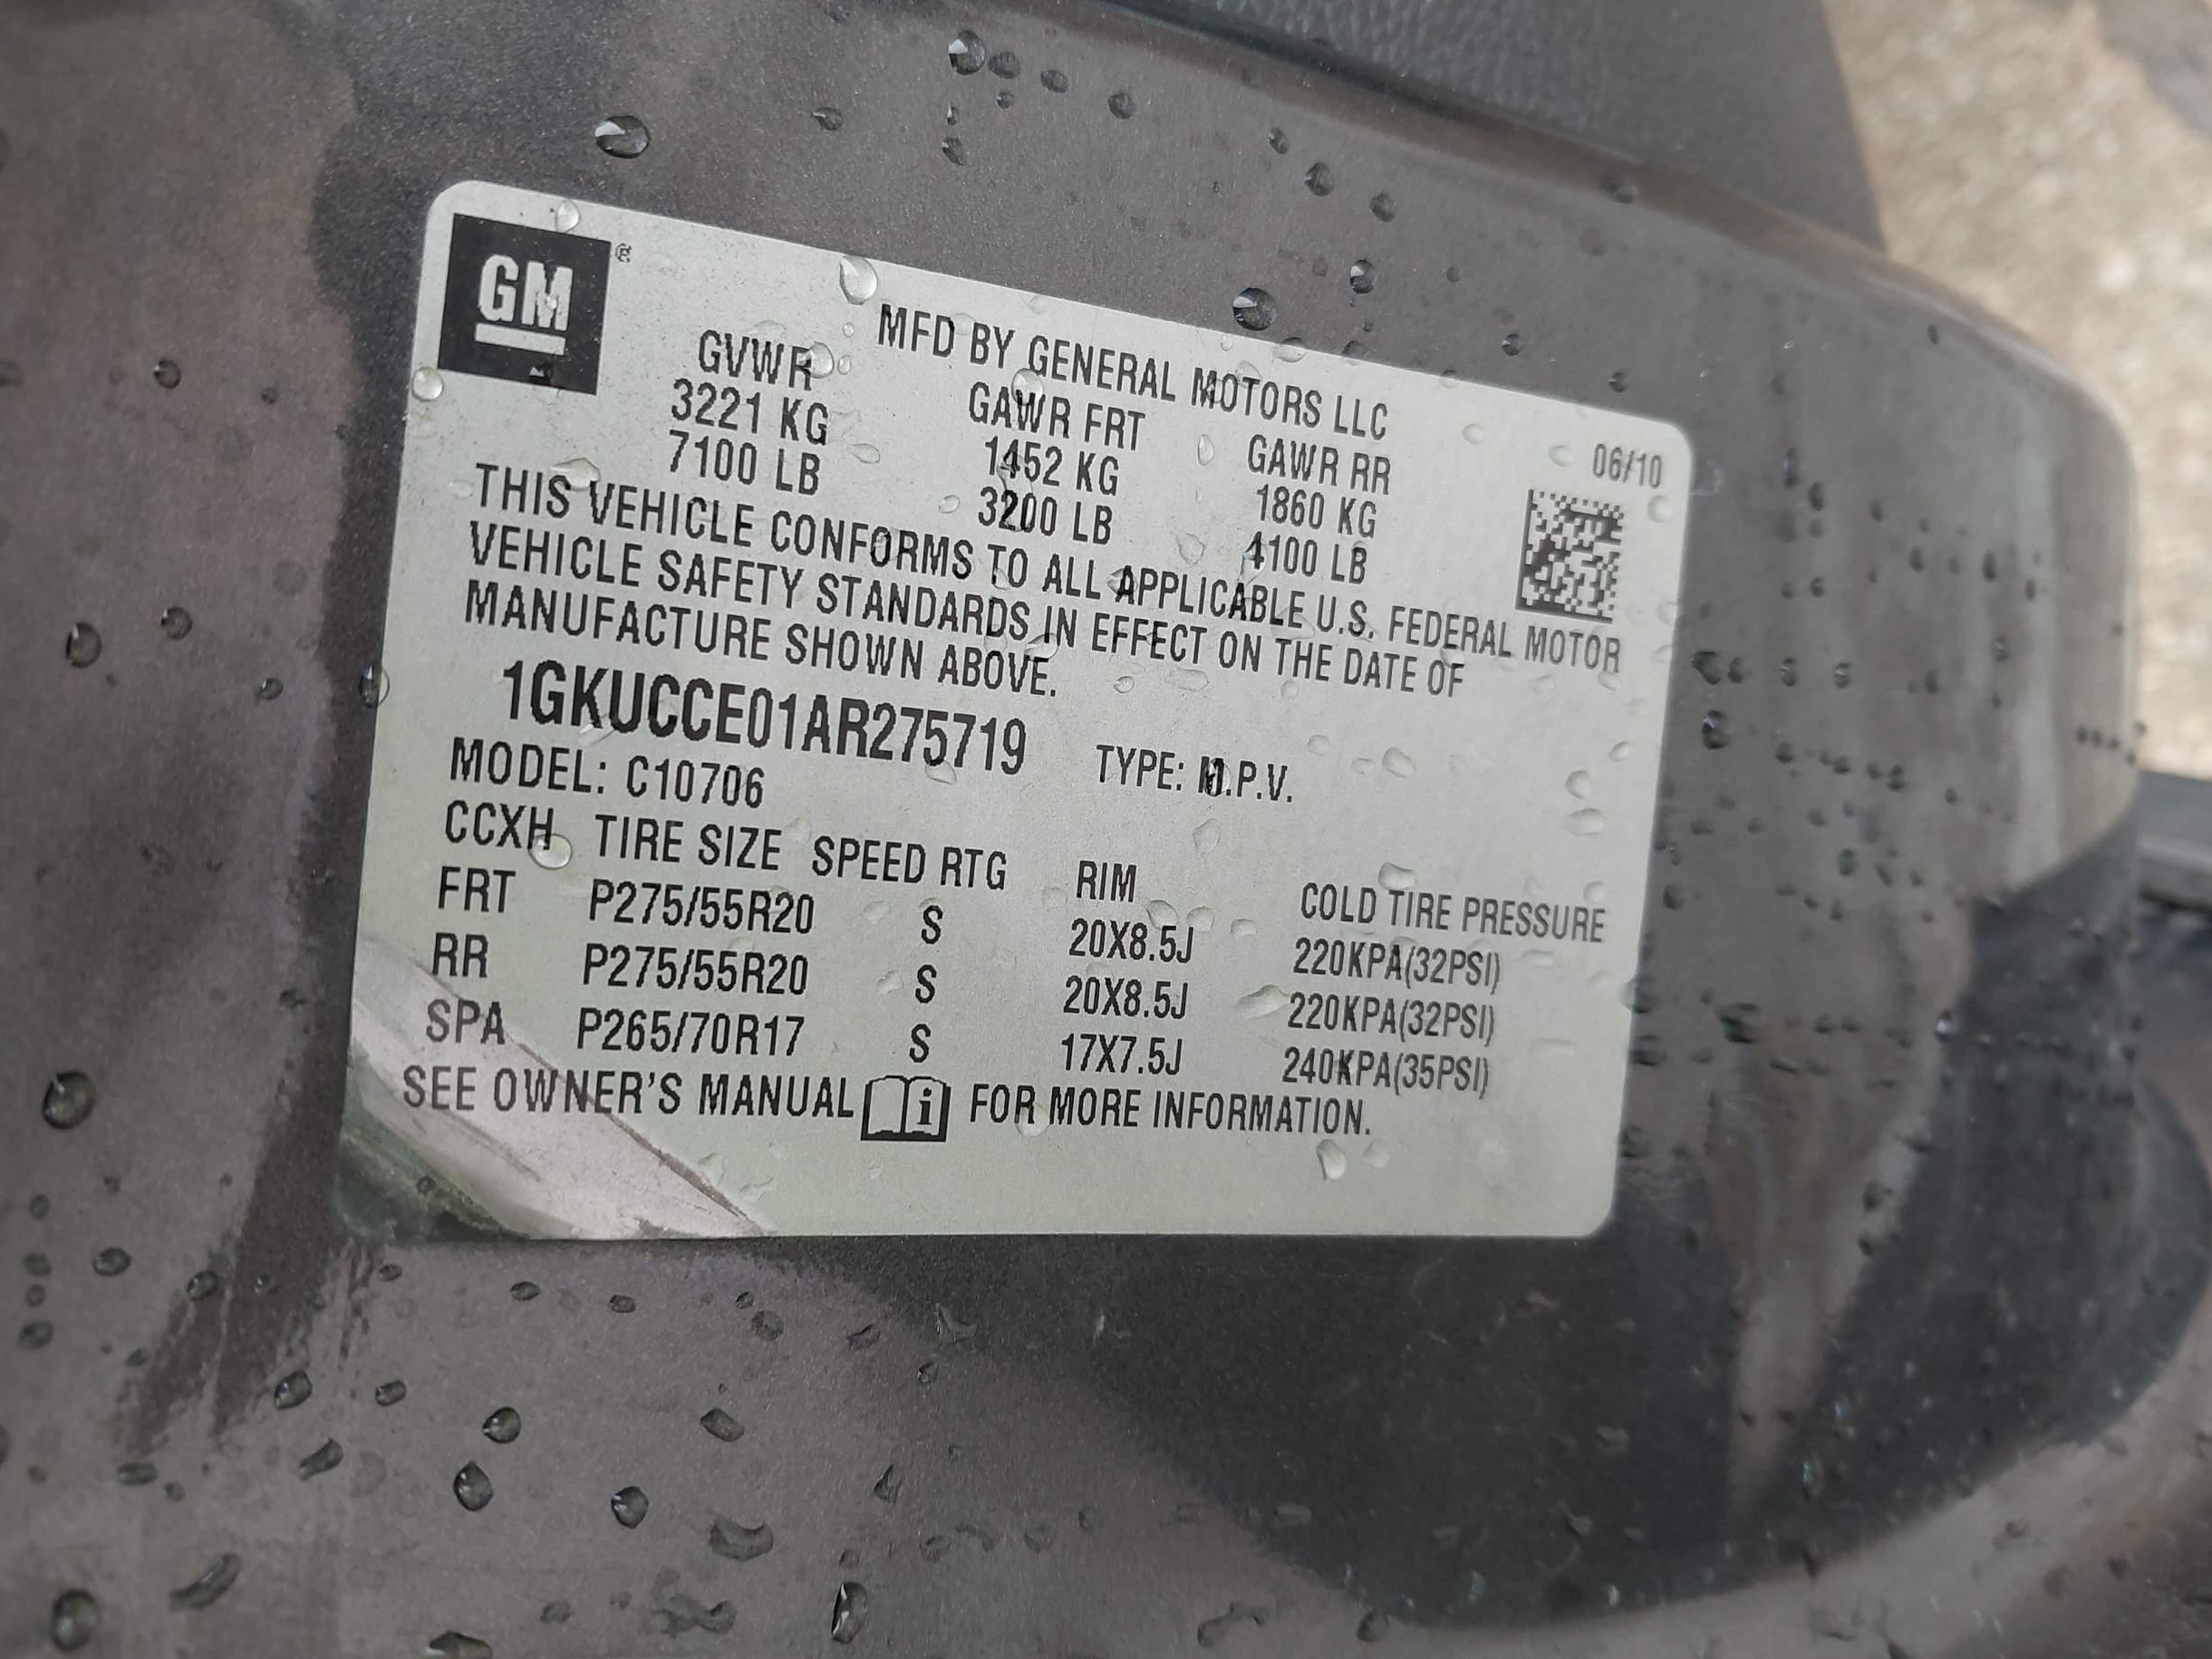 GM
MFD BY GENERAL MOTORS LLC
06/10
GVWR GAWR FRT GAWR RR
3221 KG 1452 KG 1860 KG
7100 LB 3200 LB 4100 LB
THIS VEHICLE CONFORMS TO ALL APPLICABLE U.S. FEDERAL MOTOR
VEHICLE SAFETY STANDARDS IN EFFECT ON THE DATE OF
MANUFACTURE SHOWN ABOVE.
1GKUCCE01AR275719 TYPE: M.P.V.
MODEL: C10706
CCXH TIRE SIZE SPEED RTG RIM COLD TIRE PRESSURE
FRT P275/55R20 S 20X8.5J 220KPA(32PSI)
RR P275/55R20 S 20X8.5J 220KPA(32PSI)
SPA P265/70R17 S 17X7.5J 240KPA(35PSI)
SEE OWNER'S MANUAL i FOR MORE INFORMATION.